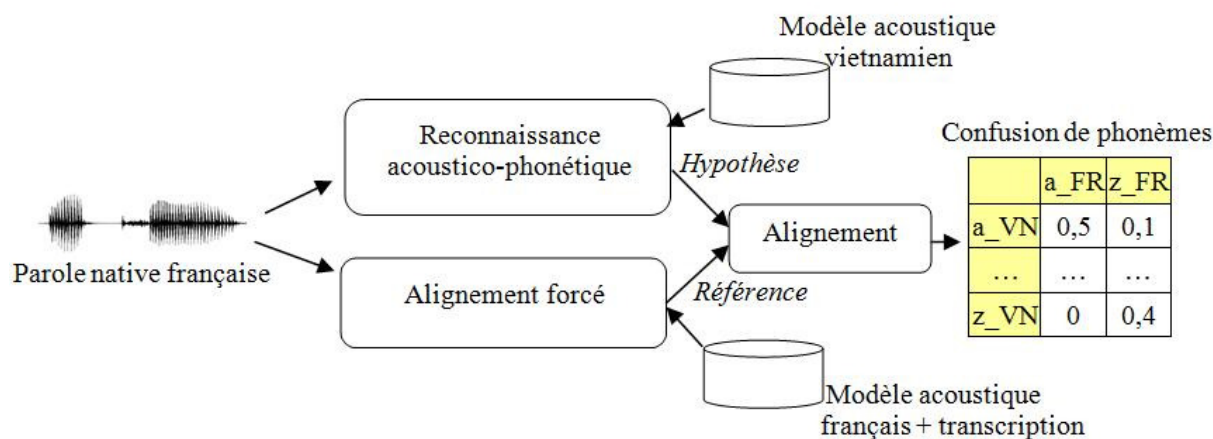 Modèle acoustique
vietnamien
Reconnaissance
acoustico-phonétique
Hypothèse
Confusion de phonèmes
a_FR z_FR
a_VN 0,5 0,1
... ... ...
z_VN 0 0,4
Alignement
Parole native française
Alignement forcé
Référence
Modèle acoustique
français + transcription